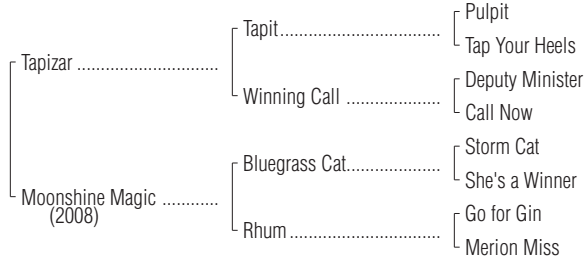 Pulpit
Tapit
Tap Your Heels
Tapizar
Deputy Minister
Winning Call
Call Now
Storm Cat
Bluegrass Cat
She's a Winner
Moonshine Magic
(2008)
Go for Gin
Rhum
Merion Miss